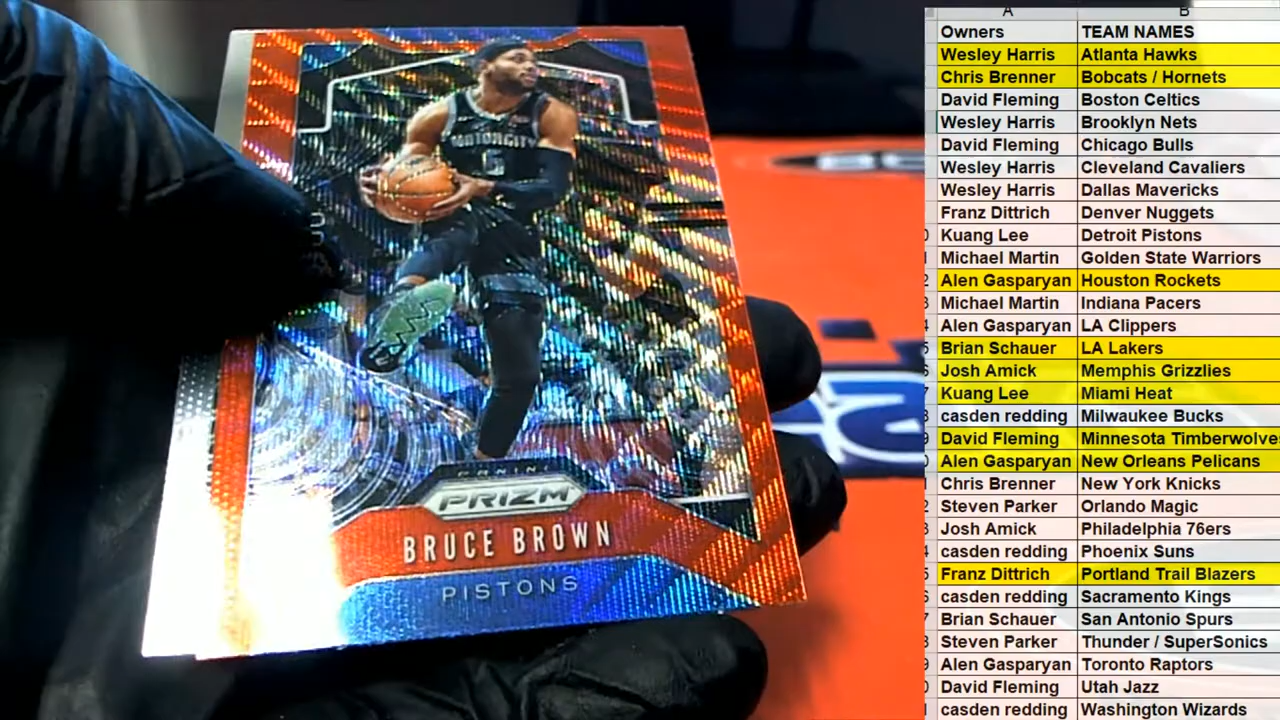 MOTORCITY
6
PANINI
PRIZM
BRUCE BROWN
PISTONS
A B
Owners TEAM NAMES
Wesley Harris Atlanta Hawks
Chris Brenner Bobcats / Hornets
David Fleming Boston Celtics
Wesley Harris Brooklyn Nets
David Fleming Chicago Bulls
Wesley Harris Cleveland Cavaliers
Wesley Harris Dallas Mavericks
Franz Dittrich Denver Nuggets
Kuang Lee Detroit Pistons
Michael Martin Golden State Warriors
Alen Gasparyan Houston Rockets
Michael Martin Indiana Pacers
Alen Gasparyan LA Clippers
Brian Schauer LA Lakers
Josh Amick Memphis Grizzlies
Kuang Lee Miami Heat
casden redding Milwaukee Bucks
David Fleming Minnesota Timberwolves
Alen Gasparyan New Orleans Pelicans
Chris Brenner New York Knicks
Steven Parker Orlando Magic
Josh Amick Philadelphia 76ers
casden redding Phoenix Suns
Franz Dittrich Portland Trail Blazers
casden redding Sacramento Kings
Brian Schauer San Antonio Spurs
Steven Parker Thunder / SuperSonics
Alen Gasparyan Toronto Raptors
David Fleming Utah Jazz
casden redding Washington Wizards